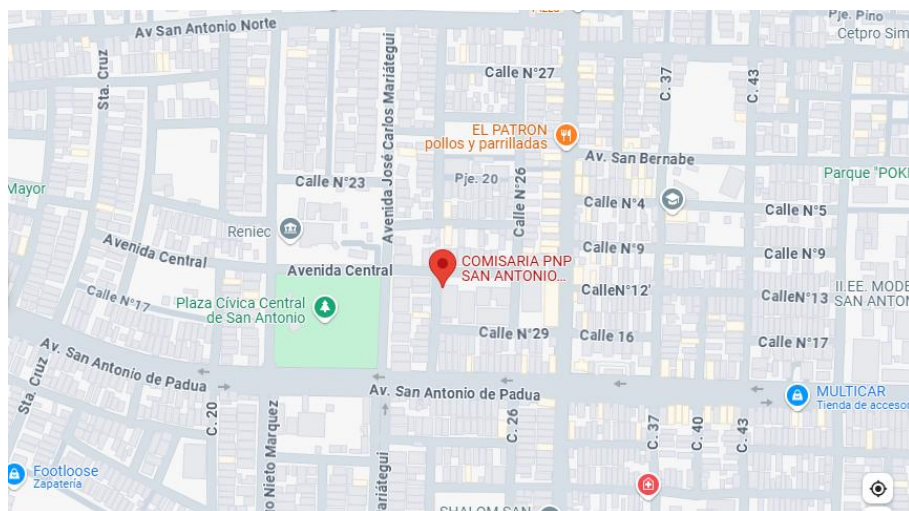 Av San Antonio Norte
Pje. Pino
Cetpro Sim
Sta. Cruz
Avenida José Carlos Mariátegui
Calle N°27
C. 37
C. 43
EL PATRON
pollos y parrilladas
Av. San Bernabe
Parque "POKE
Mayor
Calle N°23
Pje. 20
Calle N°26
Calle N°4
Calle N°5
Reniec
Avenida Central
Avenida Central
COMISARIA PNP
SAN ANTONIO...
Calle N°9
Calle N°9
Calle N°17
Plaza Cívica Central
de San Antonio
CalleN°12'
CalleN°13
II.EE. MODE
SAN ANTON
Calle N°29
Calle 16
Calle N°17
Av. San Antonio de Padua
Av. San Antonio de Padua
MULTICAR
Tienda de accesor
Sta. Cruz
C. 20
go Nieto Marquez
ariátegui
C. 26
C. 37
C. 40
C. 43
Footloose
Zapatería
SHALOM SAN